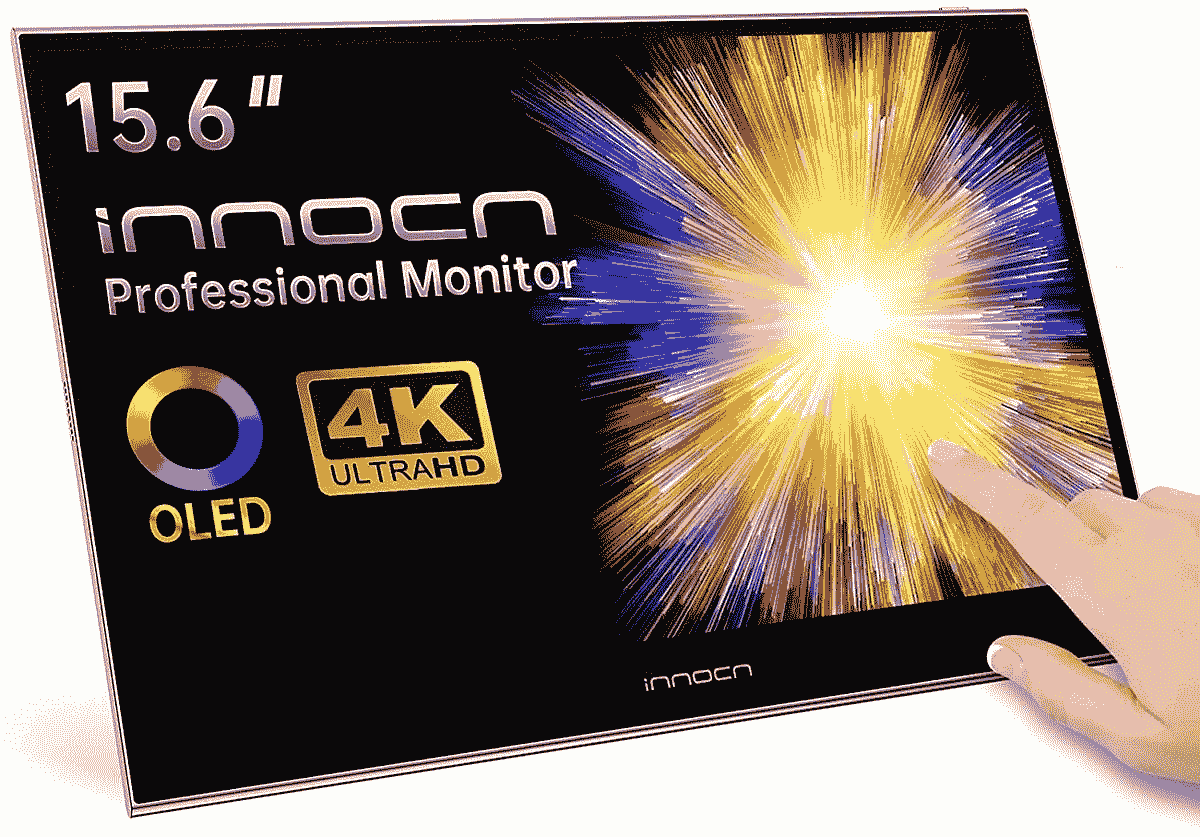 15.6"
innocn
Professional Monitor
4K
ULTRAHD
OLED
innocn